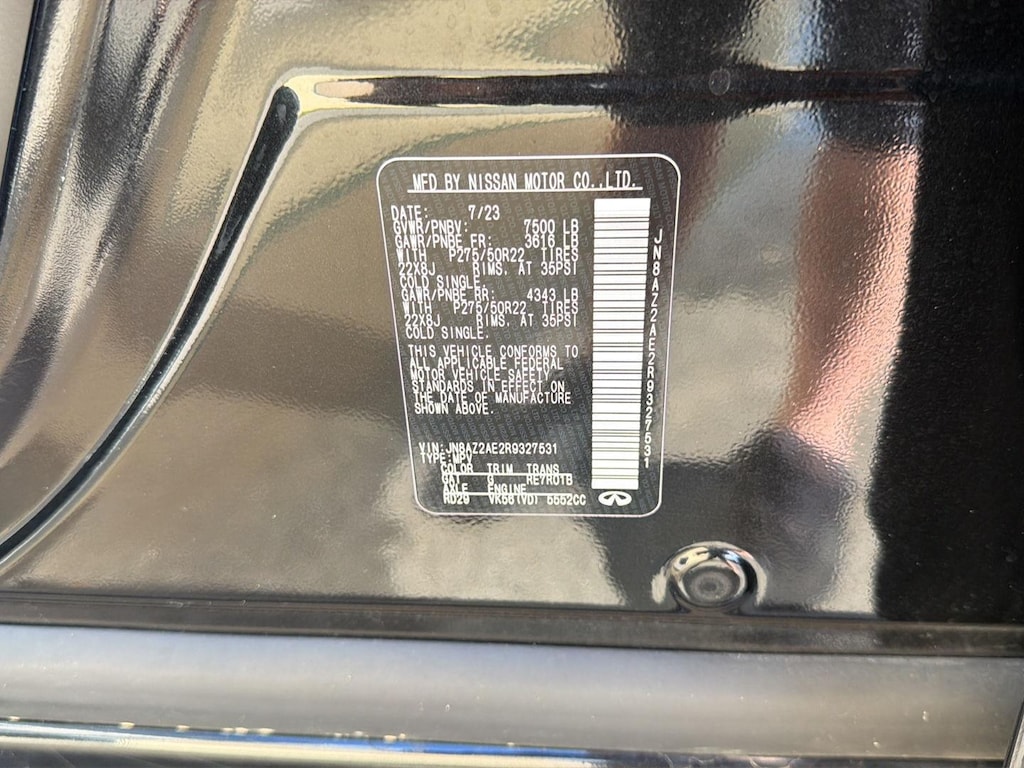 MFD BY NISSAN MOTOR CO.,LTD.
DATE: 7/23
GVWR/PNBV: 7500 LB
GAWR/PNBE FR: 3616 LB
WITH P275/50R22 TIRES
22X8J RIMS, AT 35PSI
COLD SINGLE.
GAWR/PNBE RR: 4343 LB
WITH P275/50R22 TIRES
22X8J RIMS, AT 35PSI
COLD SINGLE.
THIS VEHICLE CONFORMS TO
ALL APPLICABLE FEDERAL
MOTOR VEHICLE SAFETY
STANDARDS IN EFFECT ON
THE DATE OF MANUFACTURE
SHOWN ABOVE.
VIN:JN8AZ2AE2R9327531
TYPE:MPV
COLOR TRIM TRANS
GAT G RE7R01B
AXLE ENGINE
RD29 VK56(VD) 5552CC
JN8AZ2AE2R9327531